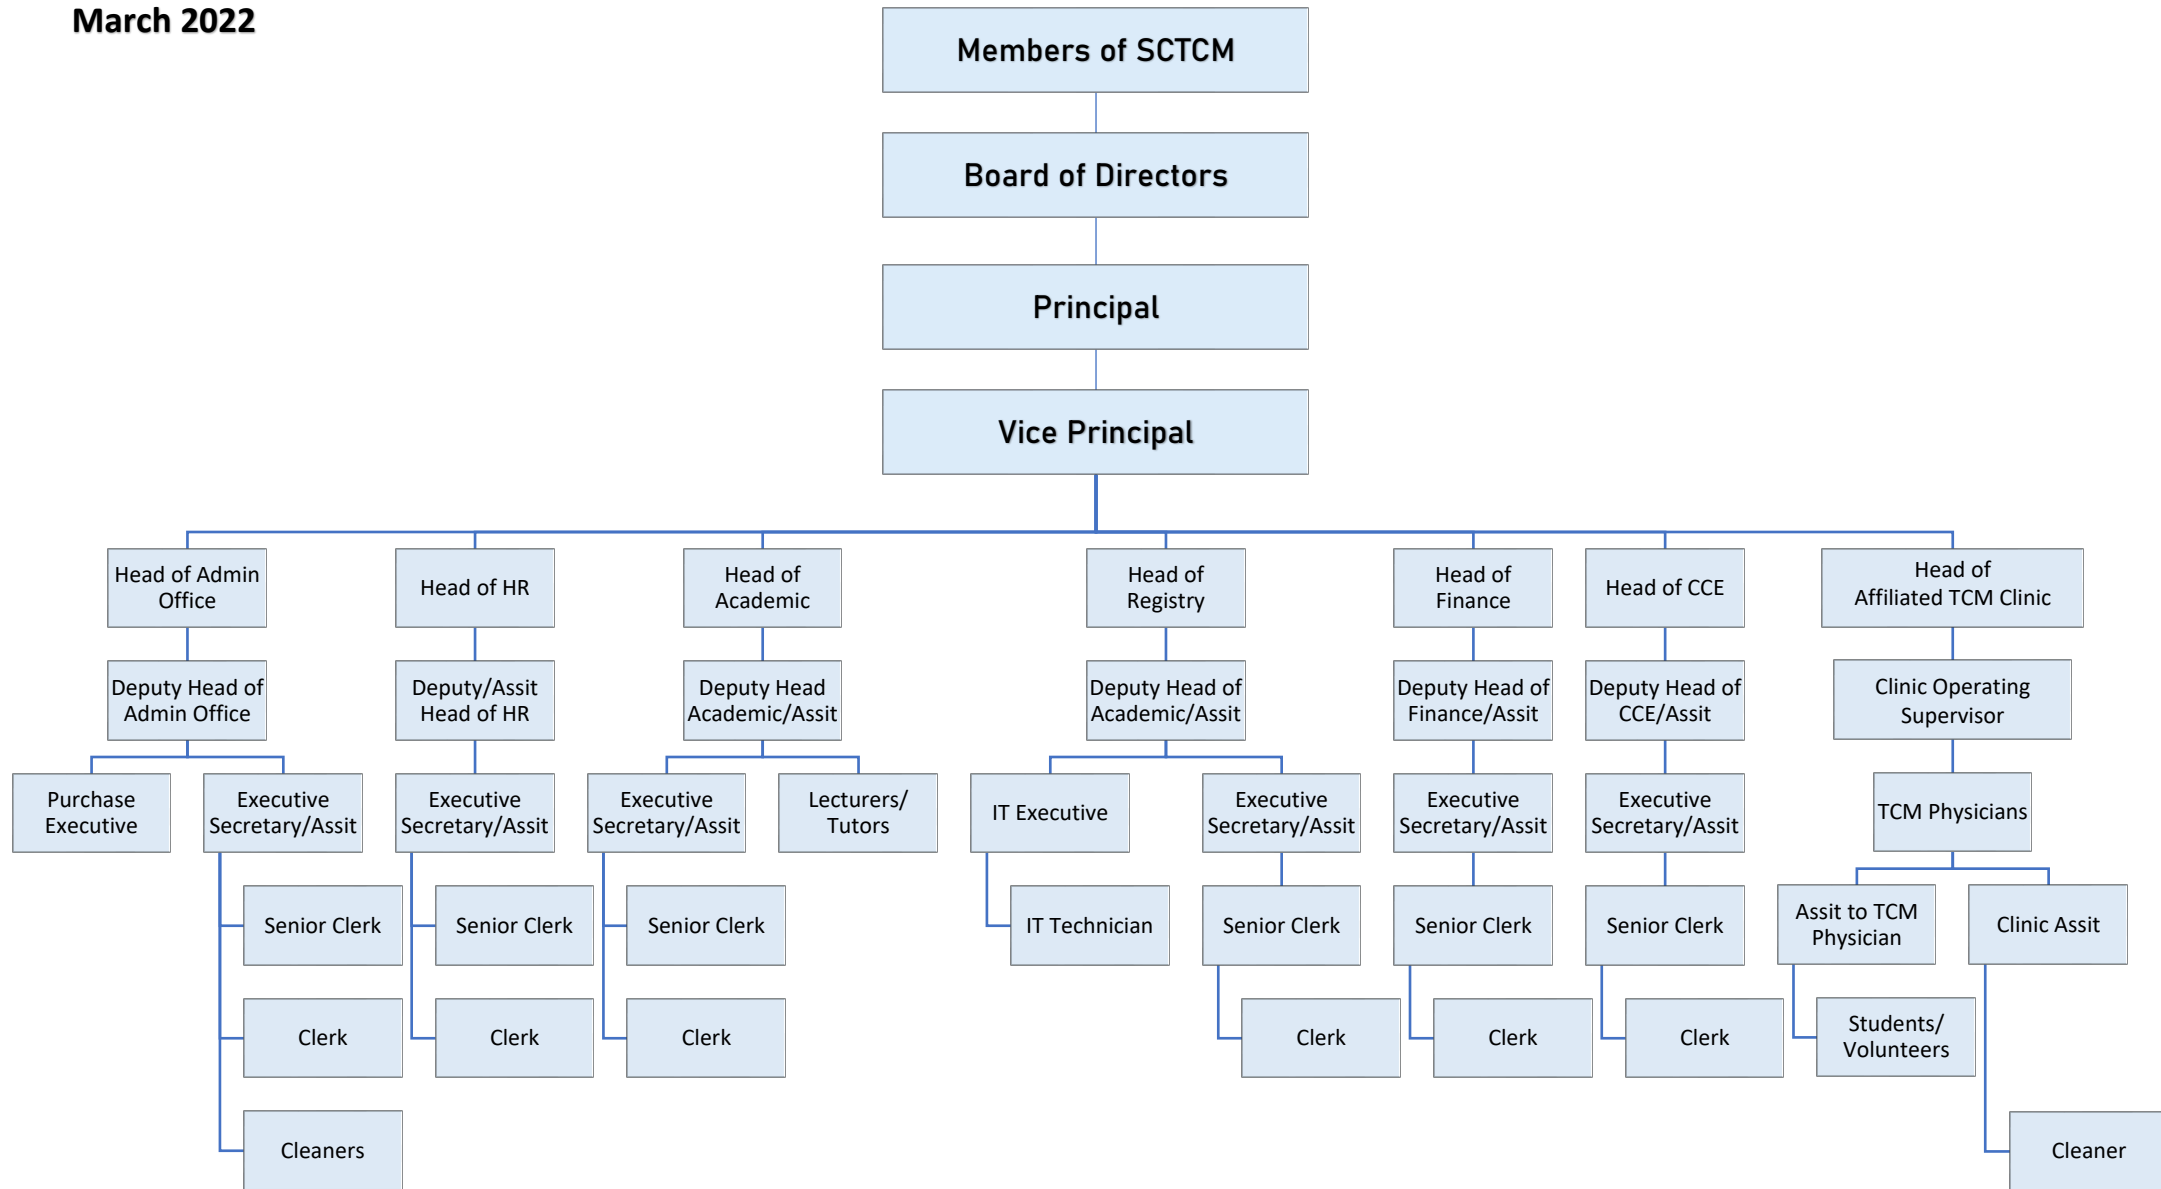 March 2022
Members of SCTCM
Board of Directors
Principal
Vice Principal
Head of Admin
Office
Head of HR
Head of
Academic
Head of
Registry
Head of
Finance
Head of CCE
Head of
Affiliated TCM Clinic
Deputy Head of
Admin Office
Deputy/Assit
Head of HR
Deputy Head
Academic/Assit
Deputy Head of
Academic/Assit
Deputy Head of
Finance/Assit
Deputy Head of
CCE/Assit
Clinic Operating
Supervisor
Purchase
Executive
Executive
Secretary/Assit
Executive
Secretary/Assit
Executive
Secretary/Assit
Lecturers/
Tutors
IT Executive
Executive
Secretary/Assit
Executive
Secretary/Assit
Executive
Secretary/Assit
TCM Physicians
Senior Clerk
Senior Clerk
Senior Clerk
IT Technician
Senior Clerk
Senior Clerk
Senior Clerk
Assit to TCM
Physician
Clinic Assit
Clerk
Clerk
Clerk
Clerk
Clerk
Clerk
Students/
Volunteers
Cleaners
Cleaner